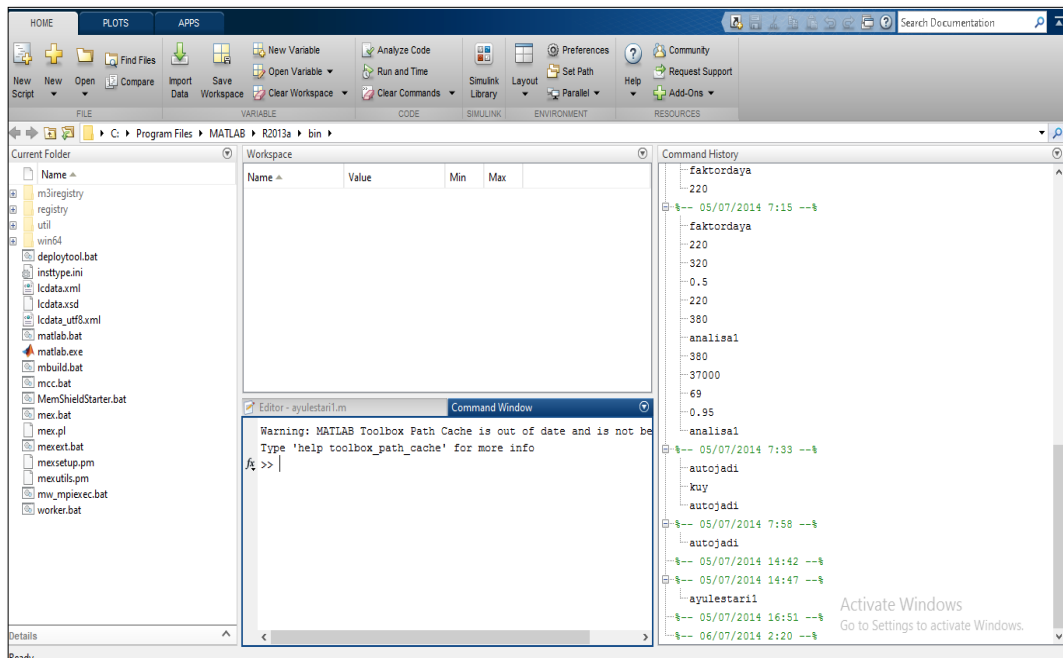 HOME PLOTS APPS
Search Documentation
New Script
New
Open
Find Files
Compare
Import Data
Save Workspace
New Variable
Open Variable
Clear Workspace
Analyze Code
Run and Time
Clear Commands
Simulink Library
Layout
Preferences
Set Path
Parallel
Help
Community
Request Support
Add-Ons
FILE VARIABLE CODE SIMULINK ENVIRONMENT RESOURCES
C: Program Files MATLAB R2013a bin
Current Folder
Name
m3iregistry
registry
util
win64
deploytool.bat
insttype.ini
lcdata.xml
lcdata.xsd
lcdata_utf8.xml
matlab.bat
matlab.exe
mbuild.bat
mcc.bat
MemShieldStarter.bat
mex.bat
mex.pl
mexext.bat
mexsetup.pm
mexutils.pm
mw_mpiexec.bat
worker.bat
Details
Ready
Workspace
Name Value Min Max
Editor - ayulestari1.m Command Window
Warning: MATLAB Toolbox Path Cache is out of date and is not be
Type 'help toolbox_path_cache' for more info
fx >>
Command History
faktordaya
220
%-- 05/07/2014 7:15 --%
faktordaya
220
320
0.5
220
380
analisa1
380
37000
69
0.95
analisa1
%-- 05/07/2014 7:33 --%
autojadi
kuy
autojadi
%-- 05/07/2014 7:58 --%
autojadi
%-- 05/07/2014 14:42 --%
%-- 05/07/2014 14:47 --%
ayulestari1
%-- 05/07/2014 16:51 --%
%-- 06/07/2014 2:20 --%
Activate Windows
Go to Settings to activate Windows.